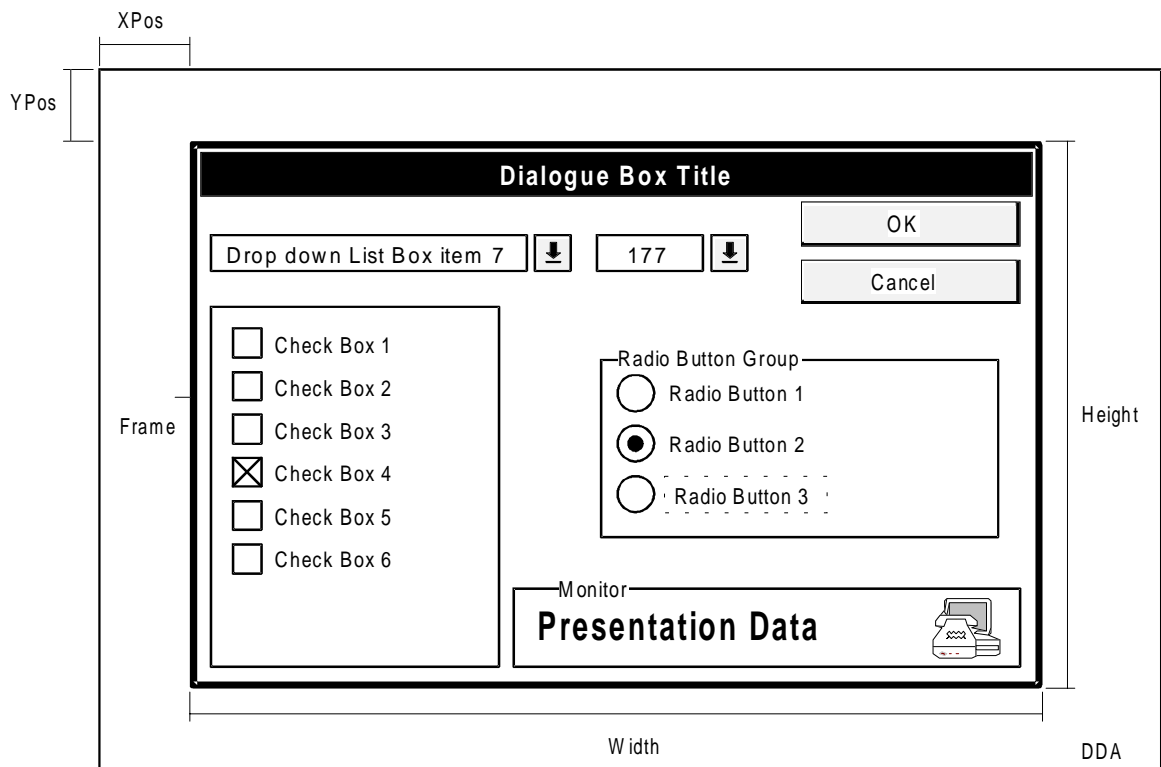 XPos
YPos
Dialogue Box Title
OK
Drop down List Box item 7
177
Cancel
Check Box 1
Check Box 2
Check Box 3
Check Box 4
Check Box 5
Check Box 6
Radio Button Group
Radio Button 1
Radio Button 2
Radio Button 3
Frame
Height
Monitor
Presentation Data
Width
DDA